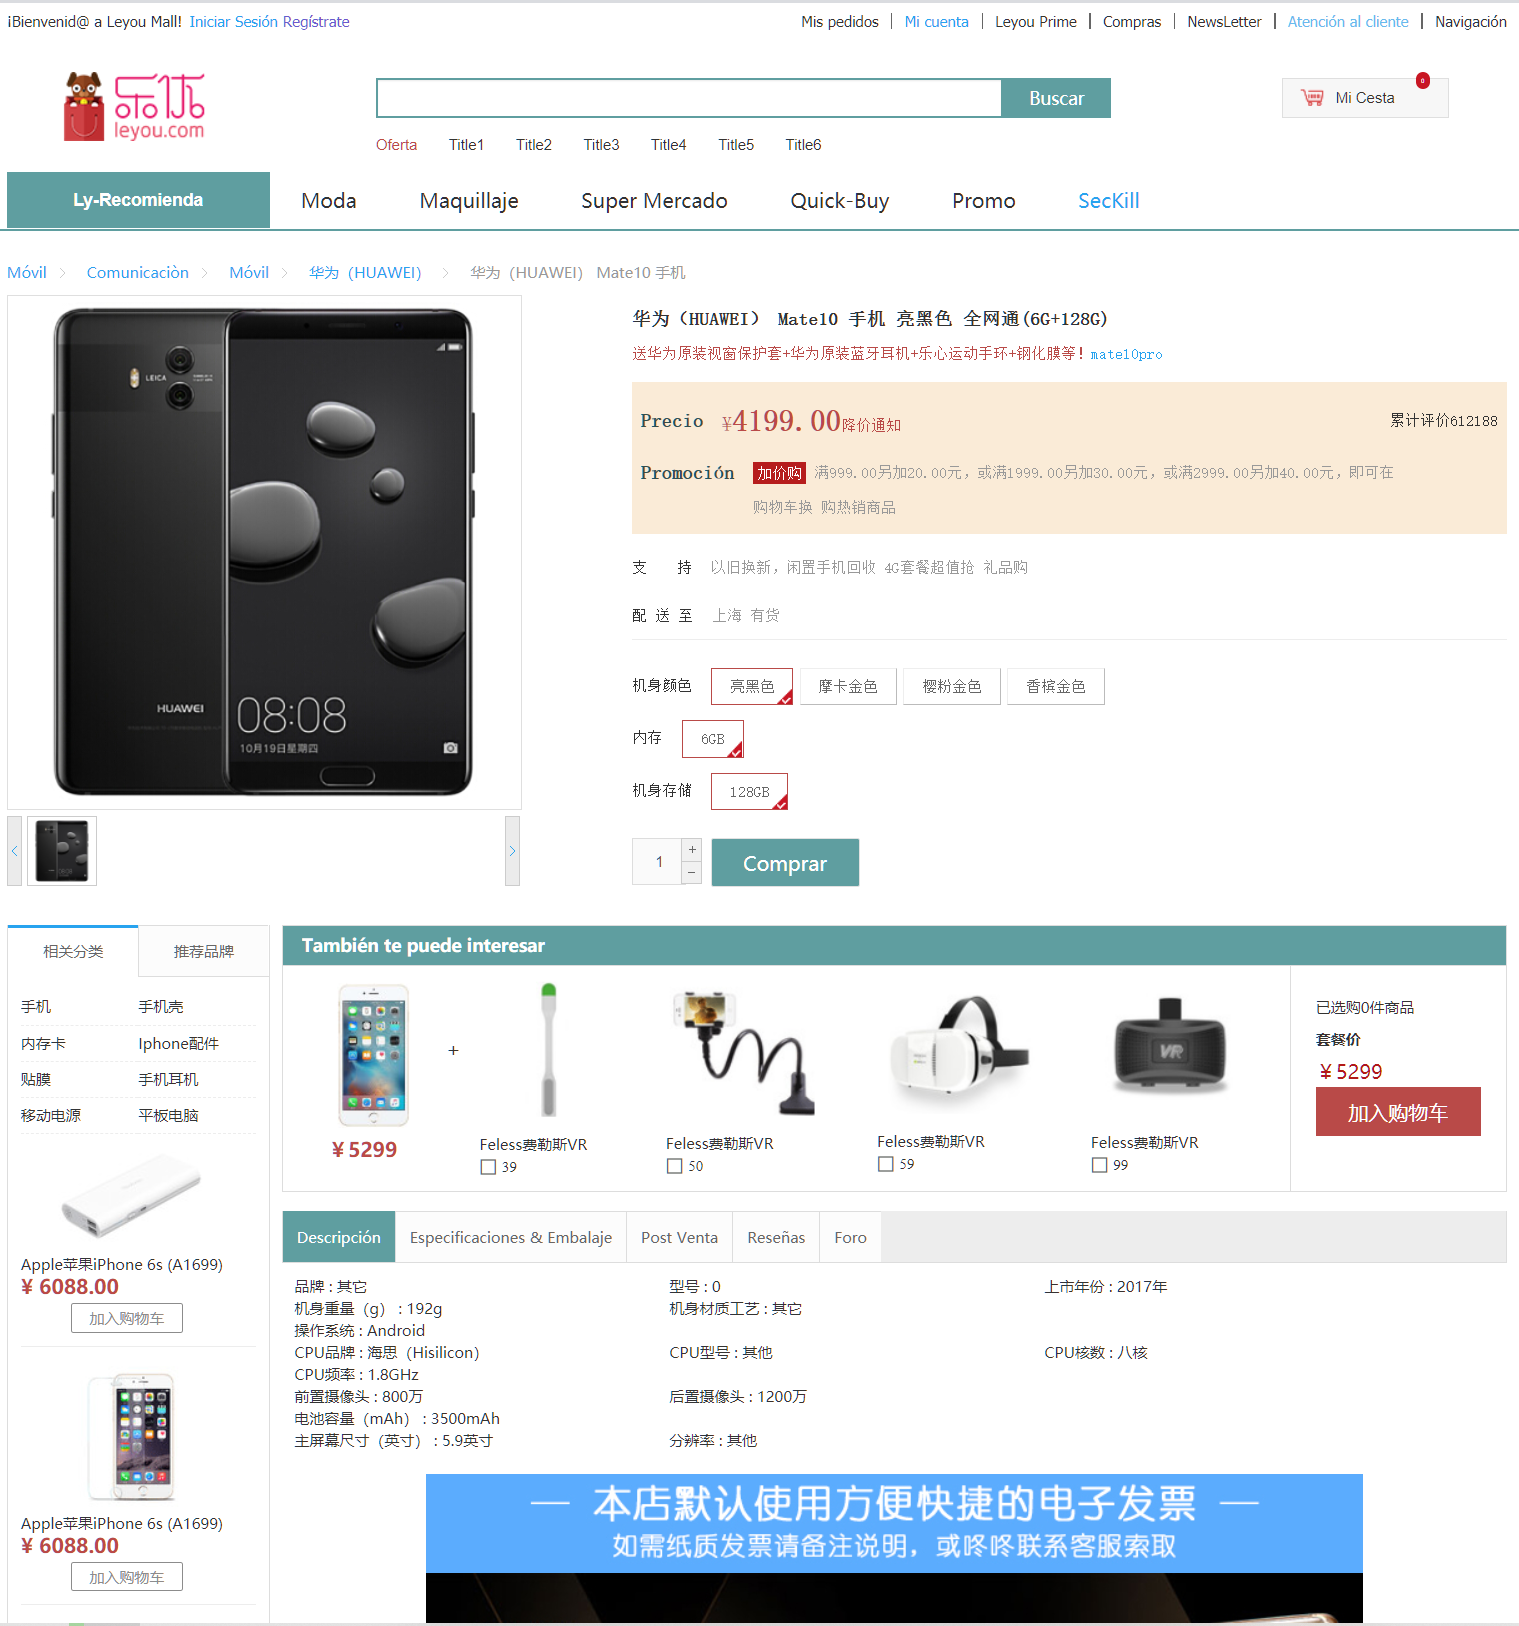 ¡Bienvenid@ a Leyou Mall! Iniciar Sesión Regístrate
Mis pedidos | Mi cuenta | Leyou Prime | Compras | NewsLetter | Atención al cliente | Navigación
乐优
leyou.com
Buscar
0 Mi Cesta
Oferta Title1 Title2 Title3 Title4 Title5 Title6
Ly-Recomienda Moda Maquillaje Super Mercado Quick-Buy Promo SecKill
Móvil > Comunicaciòn > Móvil > 华为（HUAWEI） > 华为（HUAWEI） Mate10 手机
LEICA
HUAWEI
08:08
10月19日星期四
华为（HUAWEI） Mate10 手机 亮黑色 全网通(6G+128G)
送华为原装视窗保护套+华为原装蓝牙耳机+乐心运动手环+钢化膜等！mate10pro
Precio ¥4199.00降价通知 累计评价612188
Promoción 加价购 满999.00另加20.00元，或满1999.00另加30.00元，或满2999.00另加40.00元，即可在
购物车换 购热销商品
支 持 以旧换新，闲置手机回收 4G套餐超值抢 礼品购
配 送 至 上海 有货
机身颜色 亮黑色 摩卡金色 樱粉金色 香槟金色
内存 6GB
机身存储 128GB
1 + − Comprar
相关分类 推荐品牌
手机 手机壳
内存卡 Iphone配件
贴膜 手机耳机
移动电源 平板电脑
Apple苹果iPhone 6s (A1699)
¥ 6088.00
加入购物车
Apple苹果iPhone 6s (A1699)
¥ 6088.00
加入购物车
También te puede interesar
+
VR
¥ 5299
Feless费勒斯VR
39
Feless费勒斯VR
50
Feless费勒斯VR
59
Feless费勒斯VR
99
已选购0件商品
套餐价
¥ 5299
加入购物车
Descripción Especificaciones & Embalaje Post Venta Reseñas Foro
品牌 : 其它 型号 : 0 上市年份 : 2017年
机身重量（g） : 192g 机身材质工艺 : 其它
操作系统 : Android
CPU品牌 : 海思（Hisilicon） CPU型号 : 其他 CPU核数 : 八核
CPU频率 : 1.8GHz
前置摄像头 : 800万 后置摄像头 : 1200万
电池容量（mAh） : 3500mAh
主屏幕尺寸（英寸） : 5.9英寸 分辨率 : 其他
— 本店默认使用方便快捷的电子发票 —
如需纸质发票请备注说明，或咚咚联系客服索取